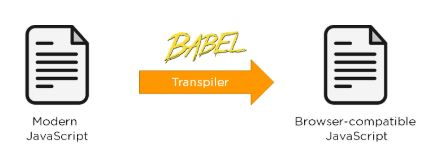 BABEL
Transpiler
Modern
JavaScript
Browser-compatible
JavaScript